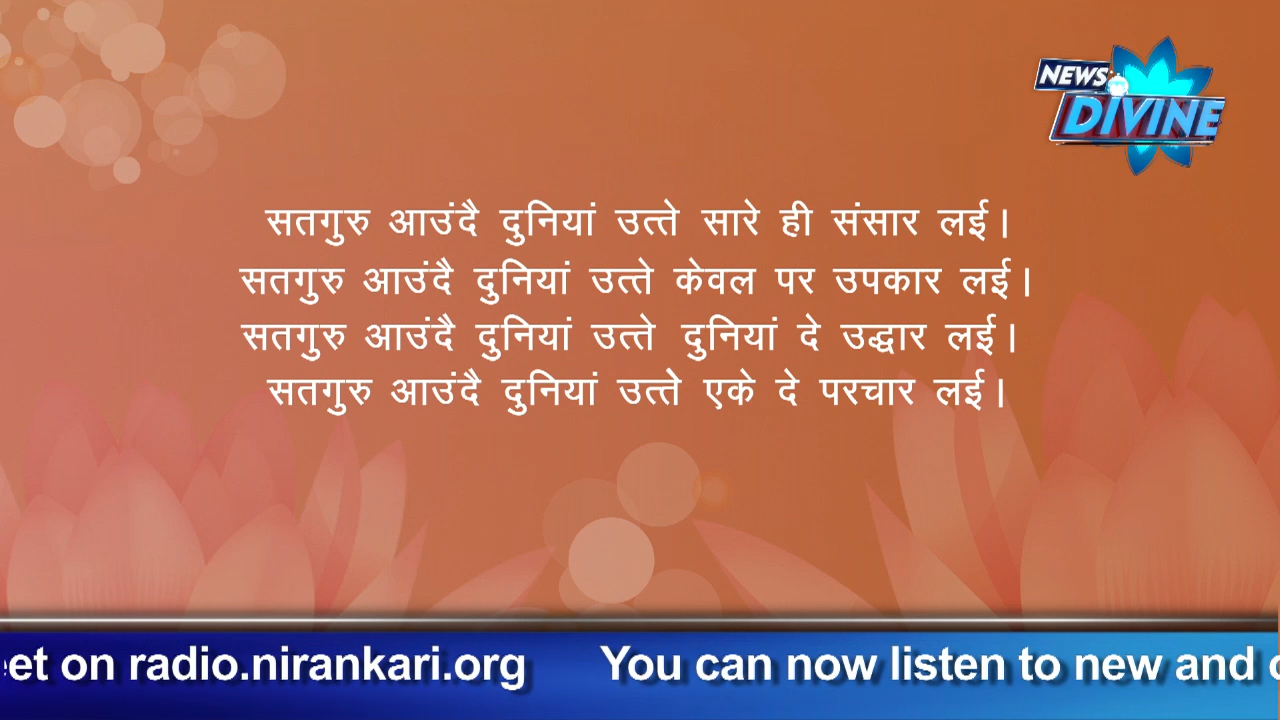 NEWS
DIVINE
सतगुरु आउंदै दुनियां उत्ते सारे ही संसार लई।
सतगुरु आउंदै दुनियां उत्ते केवल पर उपकार लई।
सतगुरु आउंदै दुनियां उत्ते दुनियां दे उद्धार लई।
सतगुरु आउंदै दुनियां उत्ते एके दे परचार लई।
eet on radio.nirankari.org You can now listen to new and